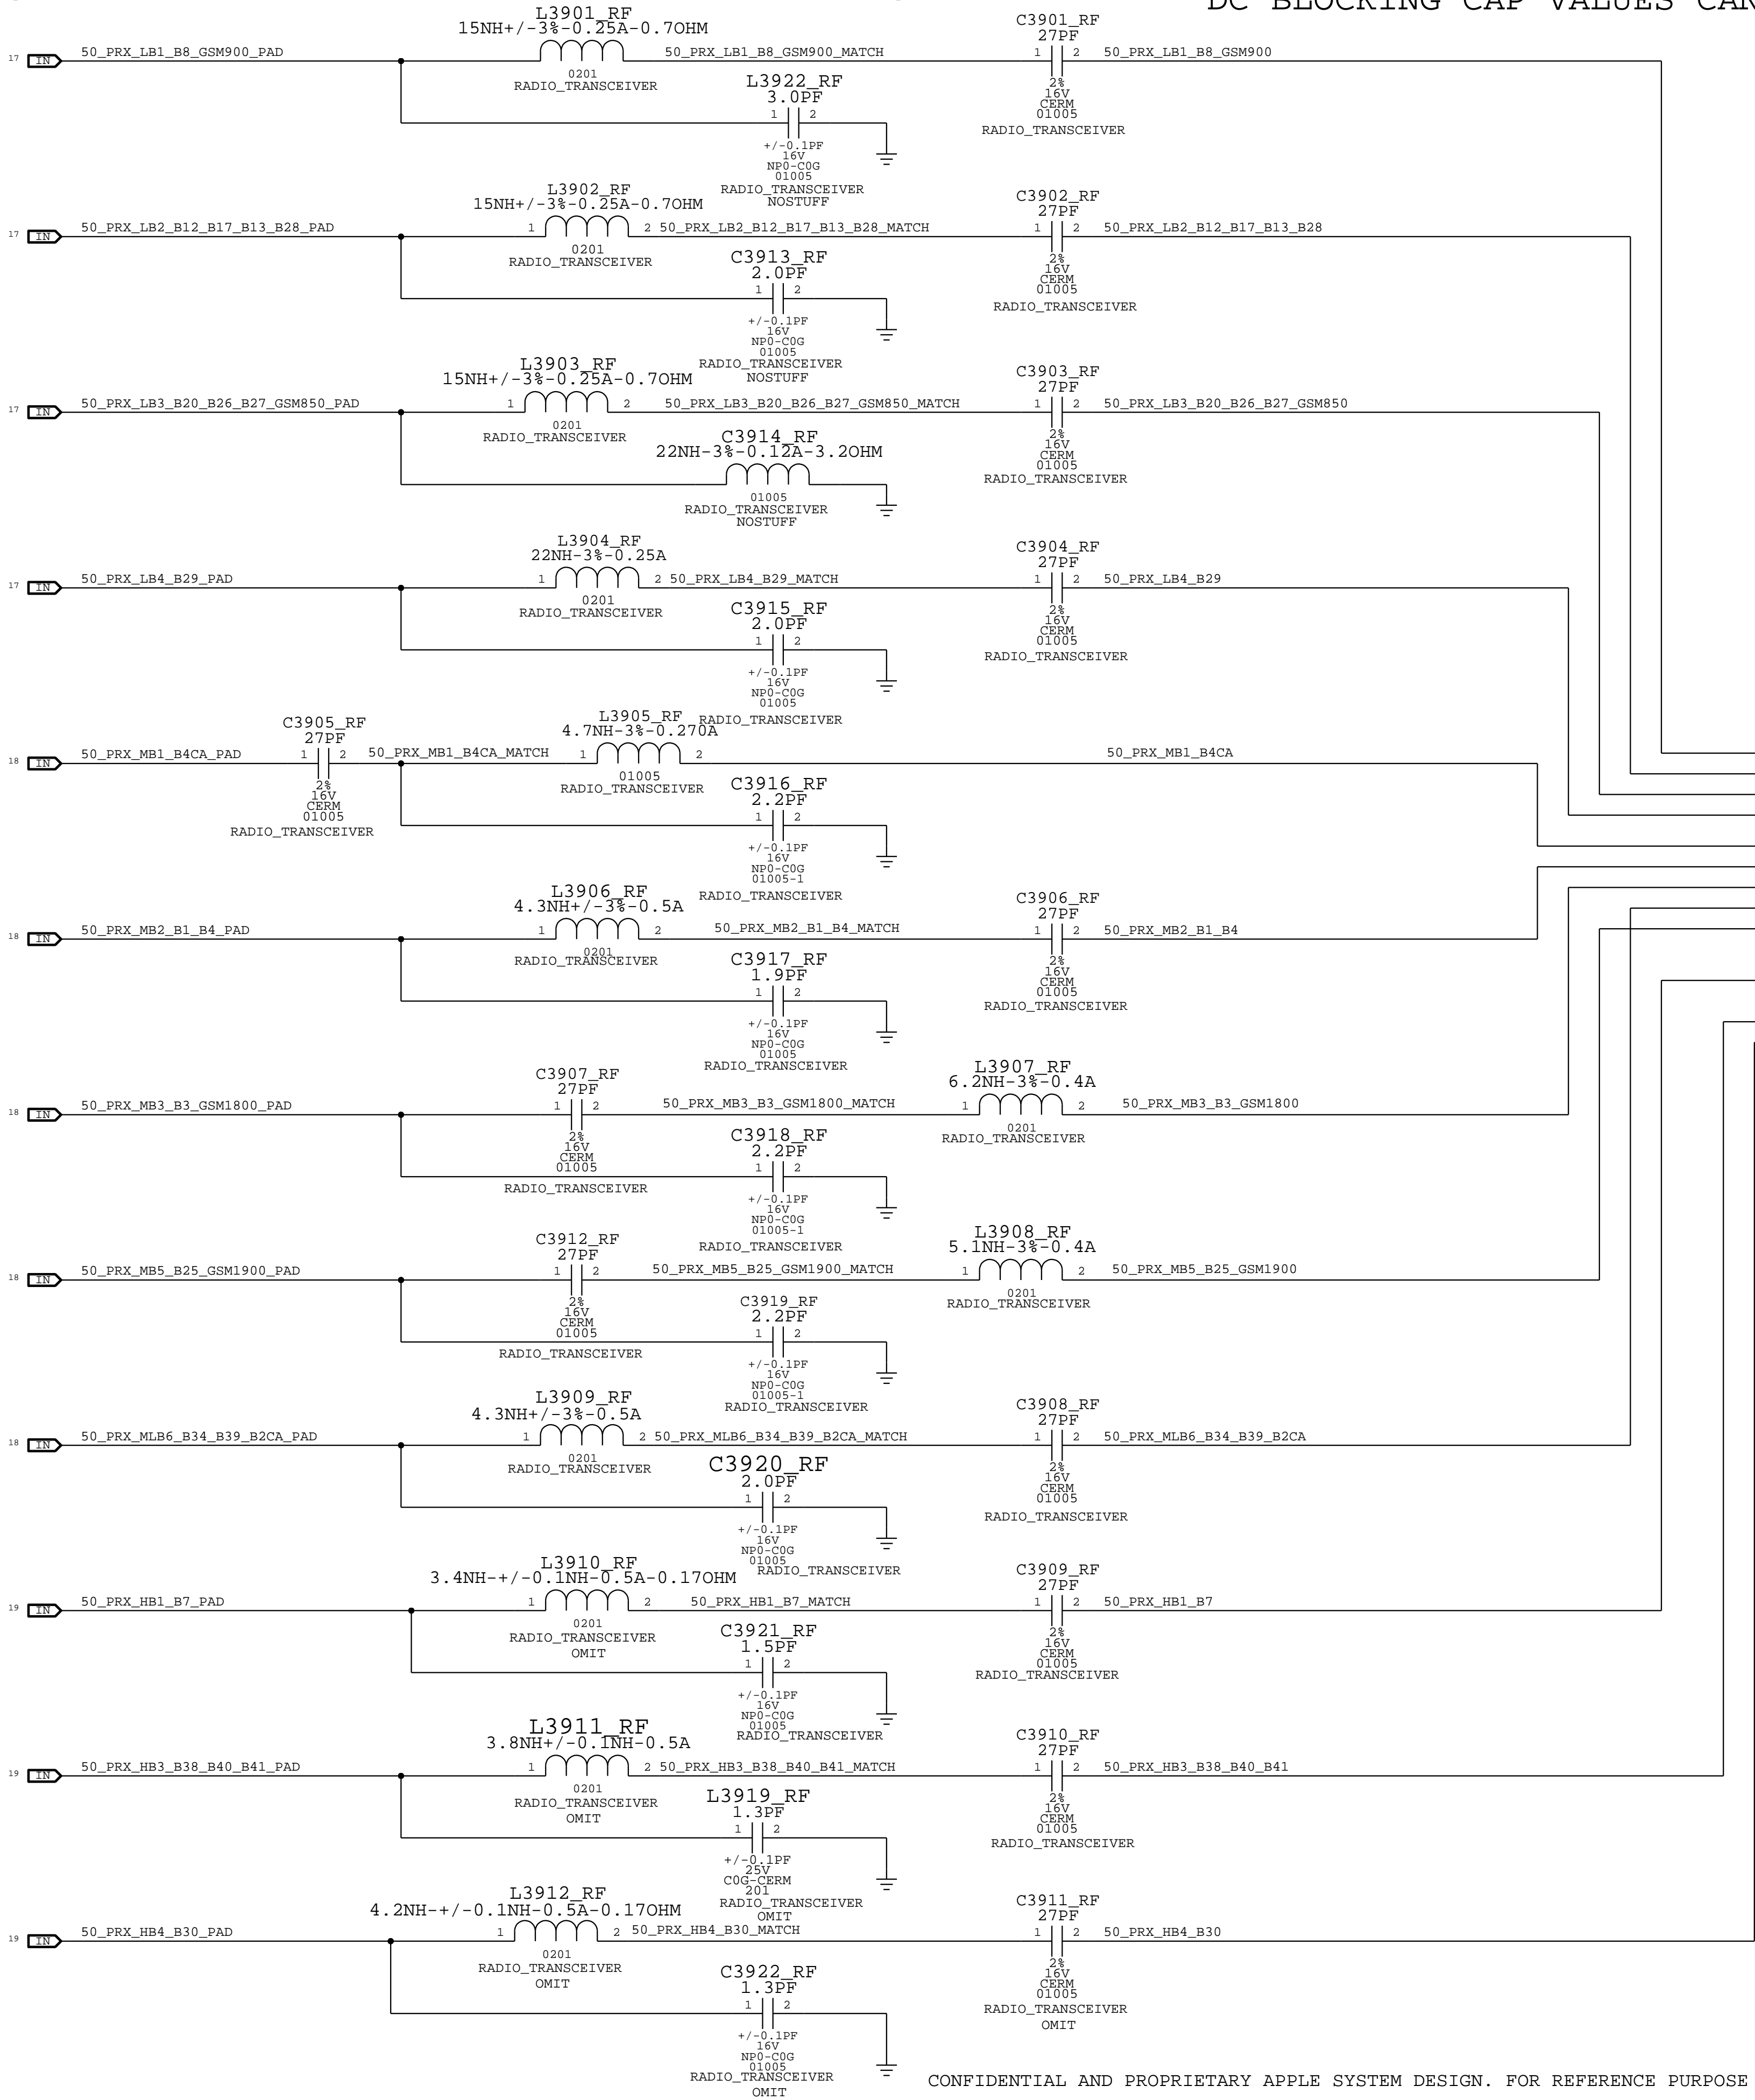 DC BLOCKING CAP VALUES CAN
L3901_RF
15NH+/-3%-0.25A-0.7OHM
C3901_RF
27PF
17 IN 50_PRX_LB1_B8_GSM900_PAD
50_PRX_LB1_B8_GSM900_MATCH
1 2 50_PRX_LB1_B8_GSM900
0201
RADIO_TRANSCEIVER
2%
16V
CERM
01005
RADIO_TRANSCEIVER
L3922_RF
3.0PF
1 2
+/-0.1PF
16V
NP0-C0G
01005
RADIO_TRANSCEIVER
NOSTUFF
L3902_RF
15NH+/-3%-0.25A-0.7OHM
C3902_RF
27PF
17 IN 50_PRX_LB2_B12_B17_B13_B28_PAD
1 2 50_PRX_LB2_B12_B17_B13_B28_MATCH
1 2 50_PRX_LB2_B12_B17_B13_B28
0201
RADIO_TRANSCEIVER
2%
16V
CERM
01005
RADIO_TRANSCEIVER
C3913_RF
2.0PF
1 2
+/-0.1PF
16V
NP0-C0G
01005
RADIO_TRANSCEIVER
NOSTUFF
L3903_RF
15NH+/-3%-0.25A-0.7OHM
C3903_RF
27PF
17 IN 50_PRX_LB3_B20_B26_B27_GSM850_PAD
1 2 50_PRX_LB3_B20_B26_B27_GSM850_MATCH
1 2 50_PRX_LB3_B20_B26_B27_GSM850
0201
RADIO_TRANSCEIVER
2%
16V
CERM
01005
RADIO_TRANSCEIVER
C3914_RF
22NH-3%-0.12A-3.2OHM
01005
RADIO_TRANSCEIVER
NOSTUFF
L3904_RF
22NH-3%-0.25A
C3904_RF
27PF
17 IN 50_PRX_LB4_B29_PAD
1 2 50_PRX_LB4_B29_MATCH
1 2 50_PRX_LB4_B29
0201
RADIO_TRANSCEIVER
2%
16V
CERM
01005
RADIO_TRANSCEIVER
C3915_RF
2.0PF
1 2
+/-0.1PF
16V
NP0-C0G
01005
RADIO_TRANSCEIVER
C3905_RF
27PF
L3905_RF
4.7NH-3%-0.270A
18 IN 50_PRX_MB1_B4CA_PAD
1 2 50_PRX_MB1_B4CA_MATCH
1 2
50_PRX_MB1_B4CA
2%
16V
CERM
01005
RADIO_TRANSCEIVER
01005
RADIO_TRANSCEIVER
C3916_RF
2.2PF
1 2
+/-0.1PF
16V
NP0-C0G
01005-1
RADIO_TRANSCEIVER
L3906_RF
4.3NH+/-3%-0.5A
C3906_RF
27PF
18 IN 50_PRX_MB2_B1_B4_PAD
1 2 50_PRX_MB2_B1_B4_MATCH
1 2 50_PRX_MB2_B1_B4
0201
RADIO_TRANSCEIVER
2%
16V
CERM
01005
RADIO_TRANSCEIVER
C3917_RF
1.9PF
1 2
+/-0.1PF
16V
NP0-C0G
01005
RADIO_TRANSCEIVER
C3907_RF
27PF
L3907_RF
6.2NH-3%-0.4A
18 IN 50_PRX_MB3_B3_GSM1800_PAD
1 2 50_PRX_MB3_B3_GSM1800_MATCH
1 2 50_PRX_MB3_B3_GSM1800
2%
16V
CERM
01005
RADIO_TRANSCEIVER
0201
RADIO_TRANSCEIVER
C3918_RF
2.2PF
1 2
+/-0.1PF
16V
NP0-C0G
01005-1
RADIO_TRANSCEIVER
C3912_RF
27PF
L3908_RF
5.1NH-3%-0.4A
18 IN 50_PRX_MB5_B25_GSM1900_PAD
1 2 50_PRX_MB5_B25_GSM1900_MATCH
1 2 50_PRX_MB5_B25_GSM1900
2%
16V
CERM
01005
RADIO_TRANSCEIVER
0201
RADIO_TRANSCEIVER
C3919_RF
2.2PF
1 2
+/-0.1PF
16V
NP0-C0G
01005-1
RADIO_TRANSCEIVER
L3909_RF
4.3NH+/-3%-0.5A
C3908_RF
27PF
18 IN 50_PRX_MLB6_B34_B39_B2CA_PAD
1 2 50_PRX_MLB6_B34_B39_B2CA_MATCH
1 2 50_PRX_MLB6_B34_B39_B2CA
0201
RADIO_TRANSCEIVER
2%
16V
CERM
01005
RADIO_TRANSCEIVER
C3920_RF
2.0PF
1 2
+/-0.1PF
16V
NP0-C0G
01005
RADIO_TRANSCEIVER
L3910_RF
3.4NH-+/-0.1NH-0.5A-0.17OHM
C3909_RF
27PF
19 IN 50_PRX_HB1_B7_PAD
1 2 50_PRX_HB1_B7_MATCH
1 2 50_PRX_HB1_B7
0201
RADIO_TRANSCEIVER
OMIT
2%
16V
CERM
01005
RADIO_TRANSCEIVER
C3921_RF
1.5PF
1 2
+/-0.1PF
16V
NP0-C0G
01005
RADIO_TRANSCEIVER
L3911_RF
3.8NH+/-0.1NH-0.5A
C3910_RF
27PF
19 IN 50_PRX_HB3_B38_B40_B41_PAD
1 2 50_PRX_HB3_B38_B40_B41_MATCH
1 2 50_PRX_HB3_B38_B40_B41
0201
RADIO_TRANSCEIVER
OMIT
2%
16V
CERM
01005
RADIO_TRANSCEIVER
L3919_RF
1.3PF
1 2
+/-0.1PF
25V
C0G-CERM
201
RADIO_TRANSCEIVER
OMIT
L3912_RF
4.2NH-+/-0.1NH-0.5A-0.17OHM
C3911_RF
27PF
19 IN 50_PRX_HB4_B30_PAD
1 2 50_PRX_HB4_B30_MATCH
1 2 50_PRX_HB4_B30
0201
RADIO_TRANSCEIVER
OMIT
2%
16V
CERM
01005
RADIO_TRANSCEIVER
OMIT
C3922_RF
1.3PF
1 2
+/-0.1PF
16V
NP0-C0G
01005
RADIO_TRANSCEIVER
OMIT
CONFIDENTIAL AND PROPRIETARY APPLE SYSTEM DESIGN. FOR REFERENCE PURPOSE